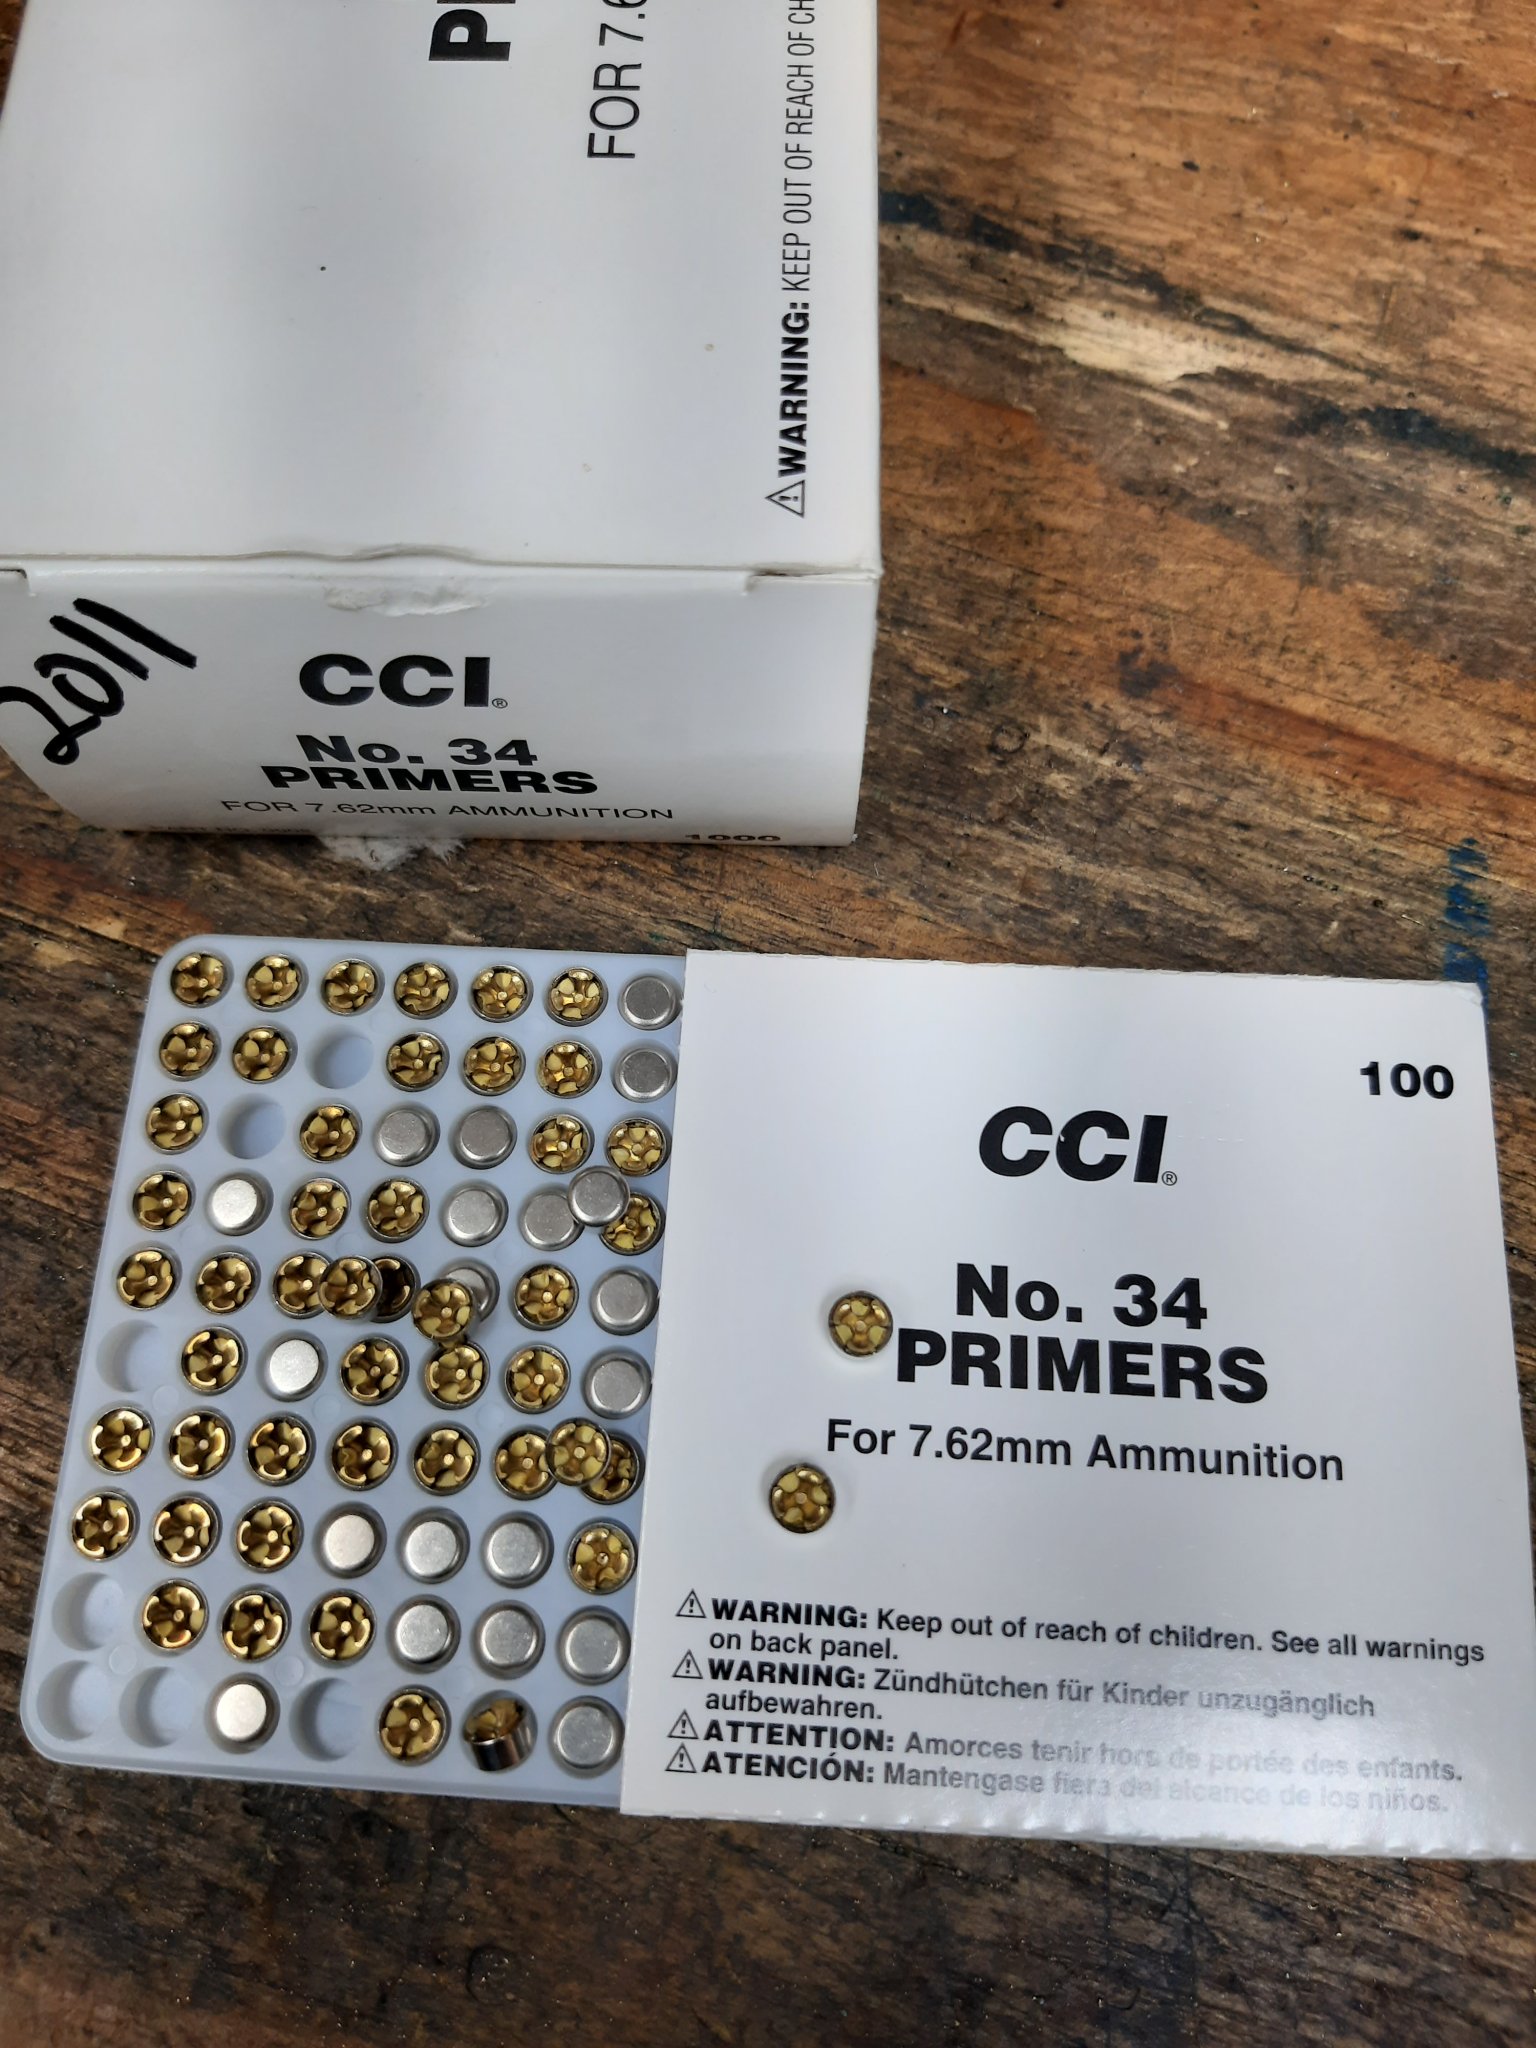 FOR 7.6
WARNING: KEEP OUT OF REACH OF CH
2011
CCI®
No. 34
PRIMERS
FOR 7.62mm AMMUNITION
1000
100
CCI®
No. 34
PRIMERS
For 7.62mm Ammunition
WARNING: Keep out of reach of children. See all warnings
on back panel.
WARNING: Zündhütchen für Kinder unzugänglich
aufbewahren.
ATTENTION: Amorces tenir hors de portée des enfants.
ATENCIÓN: Mantengase fiera del alcance de los niños.